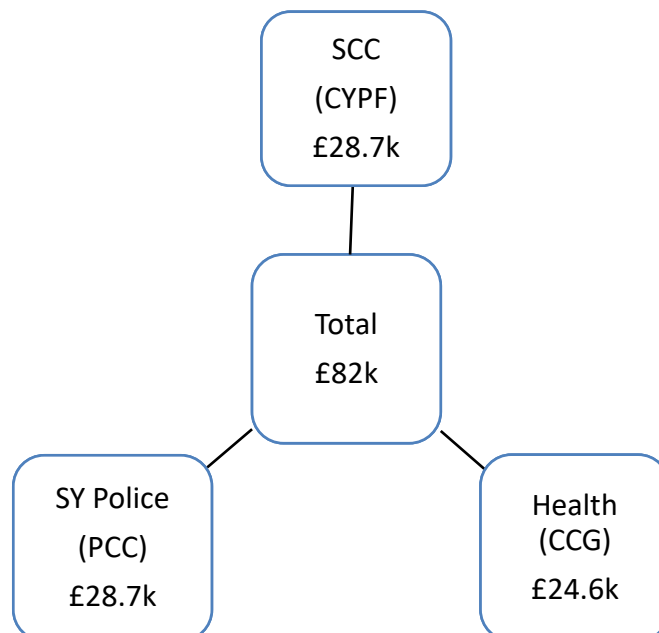 SCC
(CYPF)
£28.7k
Total
£82k
SY Police
(PCC)
£28.7k
Health
(CCG)
£24.6k